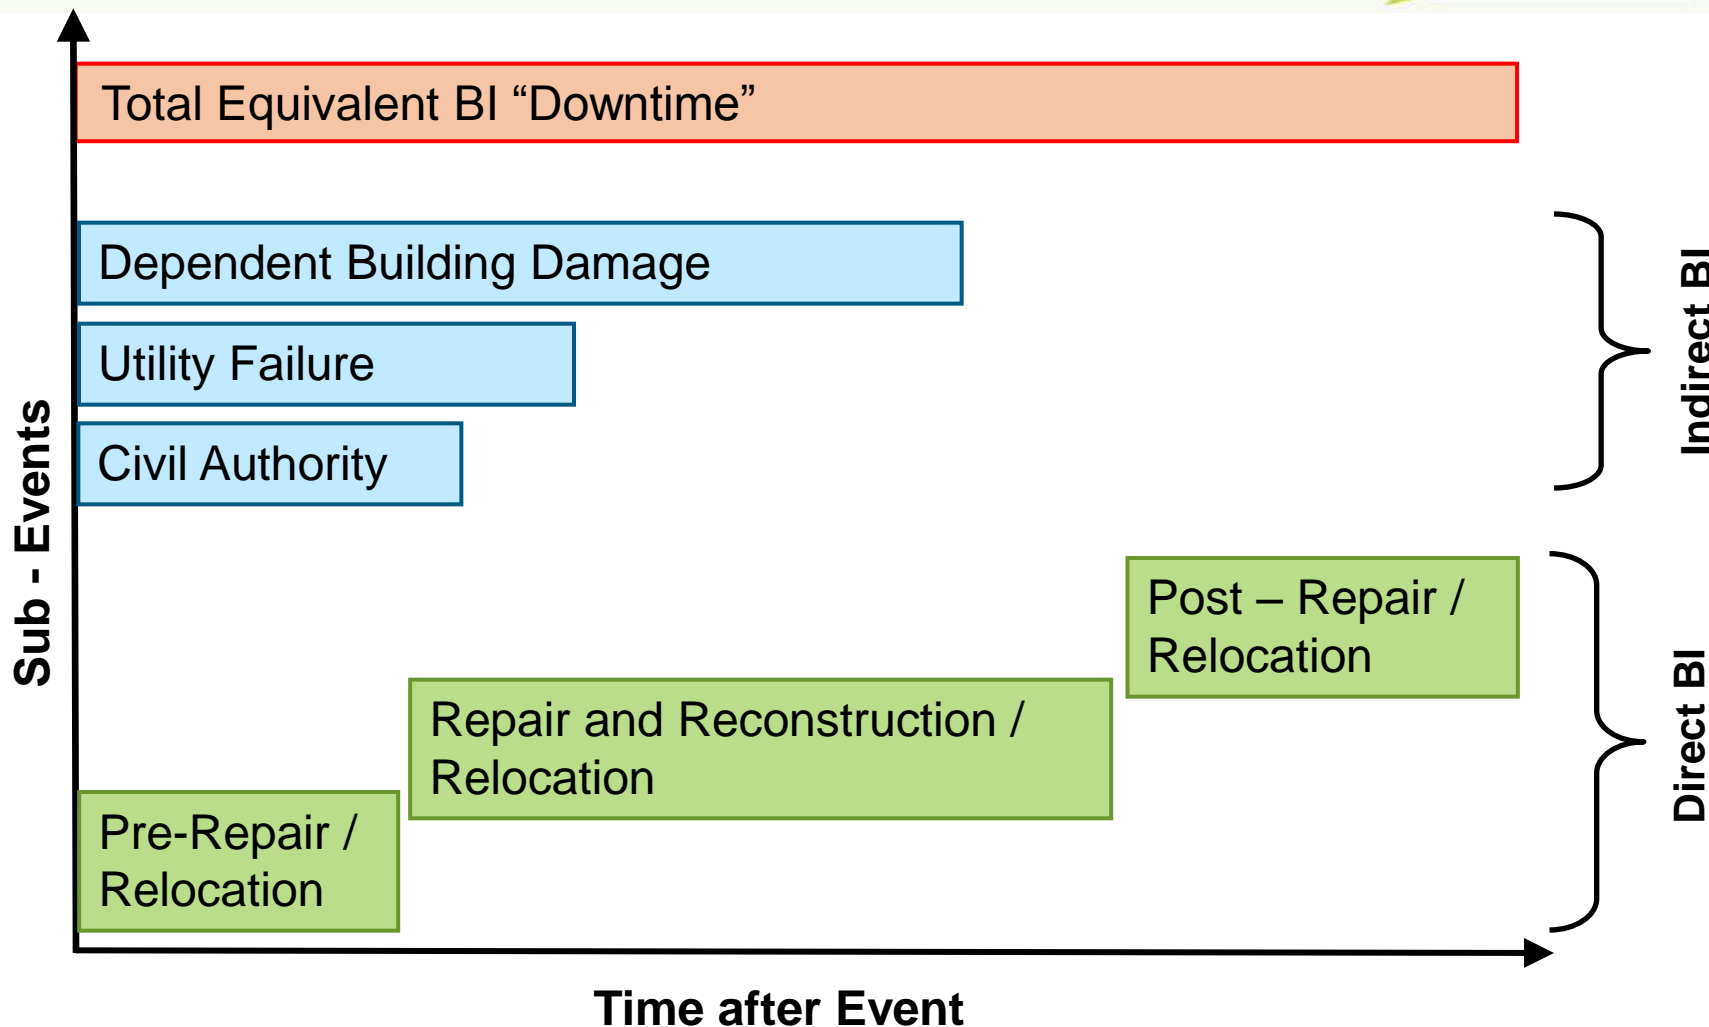 Total Equivalent BI “Downtime”
Dependent Building Damage
Utility Failure
Civil Authority
Indirect BI
Post – Repair /
Relocation
Repair and Reconstruction /
Relocation
Pre-Repair /
Relocation
Direct BI
Sub - Events
Time after Event